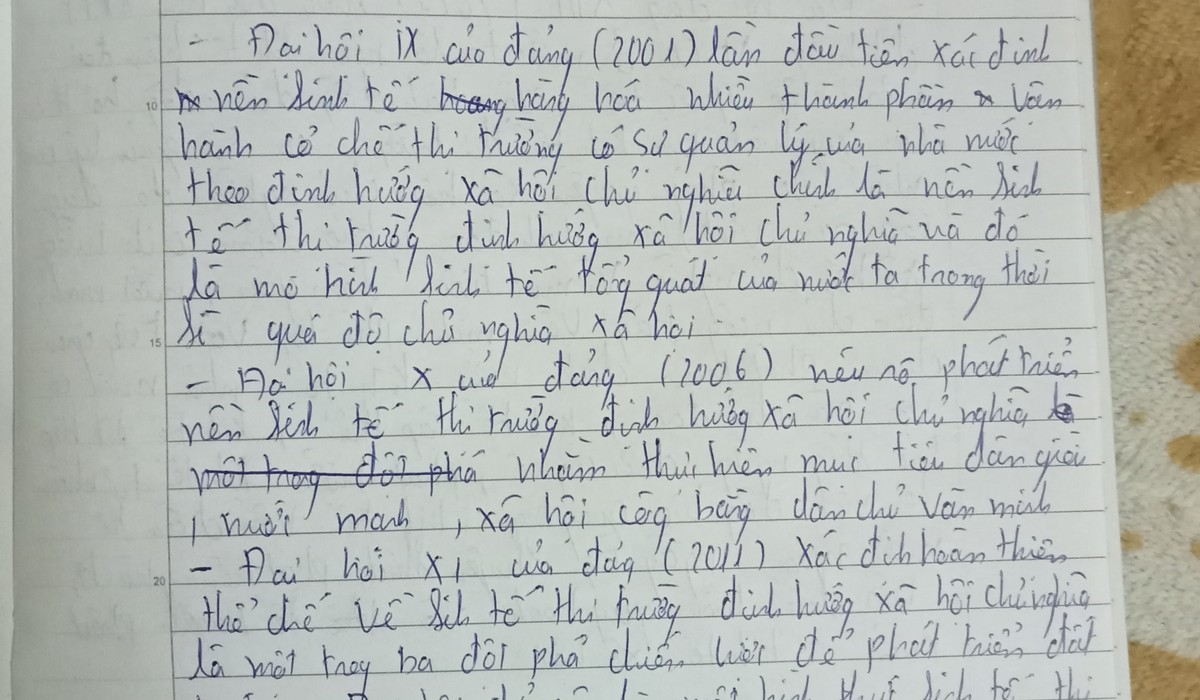 - Đại hội IX của đảng (2001) lần đầu tiên xác định
nền kinh tế hàng hoá nhiều thành phần vận
hành cơ chế thị trường có sự quản lý của nhà nước
theo định hướng xã hội chủ nghĩa chính là nền kinh
tế thị trường định hướng xã hội chủ nghĩa và đó
là mô hình kinh tế tổng quát của nước ta trong thời
kì quá độ chủ nghĩa xã hội
- Đại hội X của đảng (2006) nêu rõ phát triển
nền kinh tế thị trường định hướng xã hội chủ nghĩa
một trong đột phá nhằm thực hiện mục tiêu dân giàu
, nước mạnh, xã hội công bằng dân chủ văn minh
- Đại hội XI của đảng (2011) xác định hoàn thiện
thể chế về kinh tế thị trường định hướng xã hội chủ nghĩa
là một trong ba đột phá chiến lược để phát triển đất